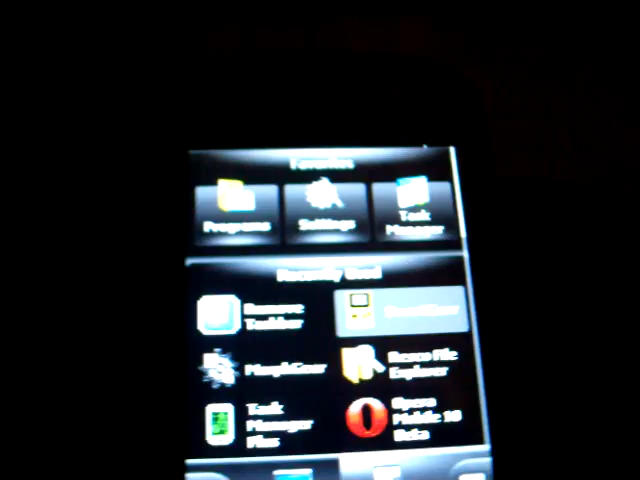 Favorites
Programs
Settings
Task
Manager
Recently Used
Remove
Taskbar
MorphGear
Resco File
Explorer
Task
Manager
Plus
Opera
Mobile 10
Beta